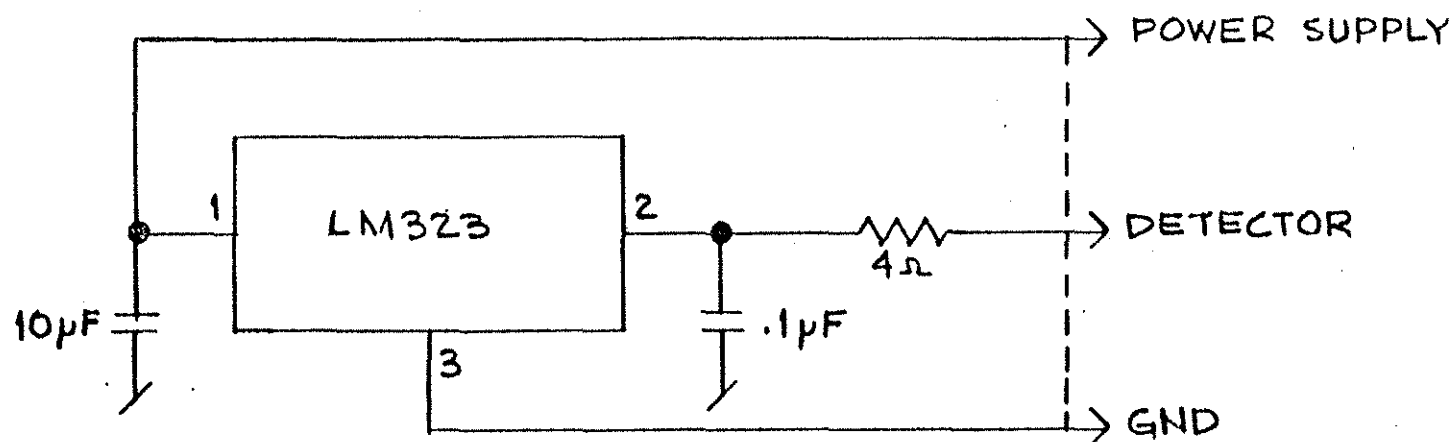 POWER SUPPLY
1
LM323
2
DETECTOR
4Ω
10µF
.1µF
3
GND